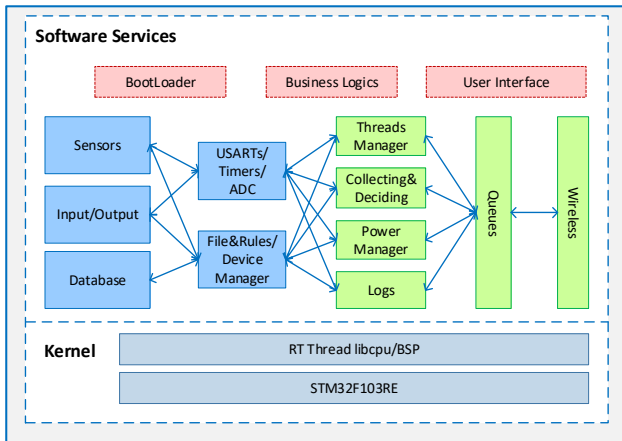 Software Services
BootLoader
Business Logics
User Interface
Sensors
Input/Output
Database
USARTs/
Timers/
ADC
File&Rules/
Device
Manager
Threads
Manager
Collecting&
Deciding
Power
Manager
Logs
Queues
Wireless
Kernel
RT Thread libcpu/BSP
STM32F103RE